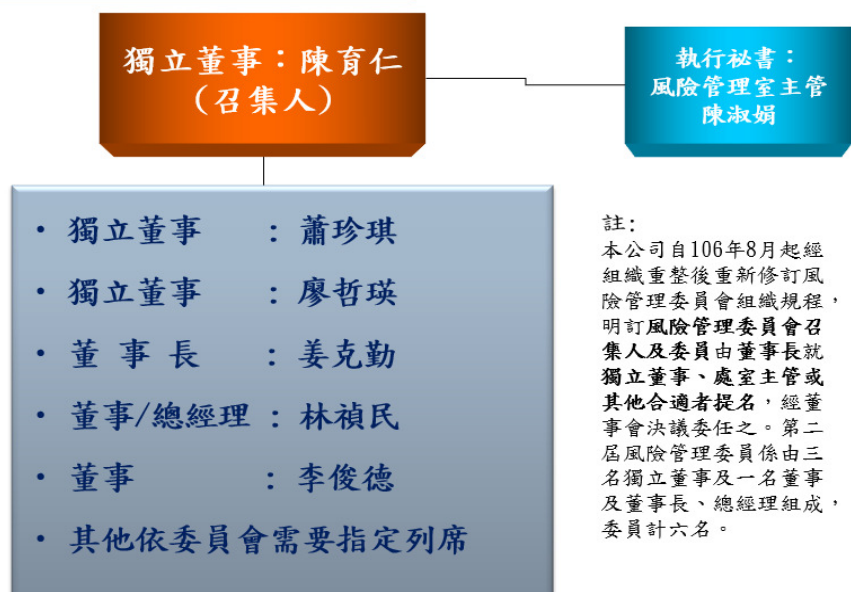 獨立董事：陳育仁
（召集人）
執行祕書：
風險管理室主管
陳淑娟
• 獨立董事 ：蕭珍琪
• 獨立董事 ：廖哲瑛
• 董 事 長 ：姜克勤
• 董事/總經理：林禎民
• 董事 ：李俊德
• 其他依委員會需要指定列席
註：
本公司自106年8月起經
組織重整後重新修訂風
險管理委員會組織規程，
明訂風險管理委員會召
集人及委員由董事長就
獨立董事、處室主管或
其他合適者提名，經董
事會決議委任之。第二
屆風險管理委員係由三
名獨立董事及一名董事
及董事長、總經理組成，
委員計六名。